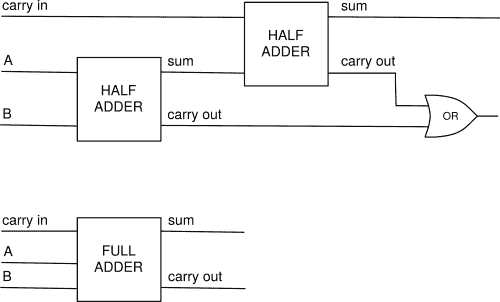 carry in
HALF
ADDER
sum
A
HALF
ADDER
sum
carry out
B
carry out
OR
carry in
A
B
FULL
ADDER
sum
carry out